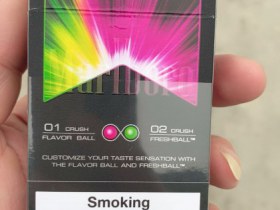 Marlboro
01 CRUSH 02 CRUSH
FLAVOR BALL FRESHBALL™
CUSTOMIZE YOUR TASTE SENSATION WITH
THE FLAVOR BALL AND FRESHBALL™
Smoking